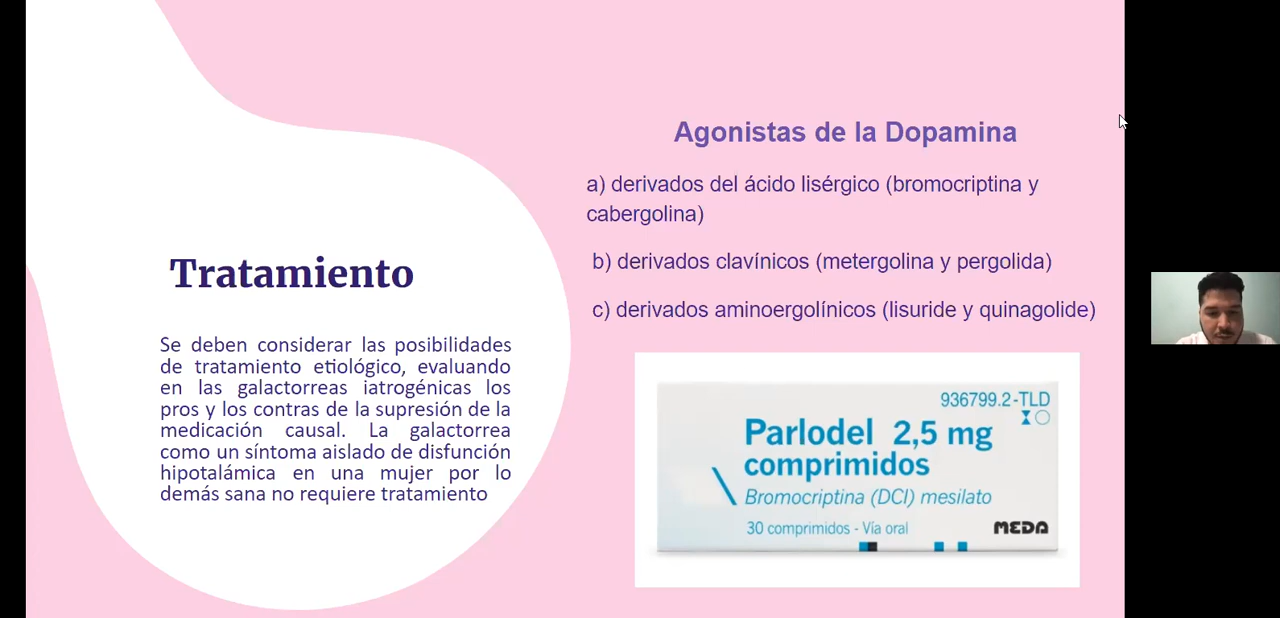 Tratamiento
Se deben considerar las posibilidades
de tratamiento etiológico, evaluando
en las galactorreas iatrogénicas los
pros y los contras de la supresión de la
medicación causal. La galactorrea
como un síntoma aislado de disfunción
hipotalámica en una mujer por lo
demás sana no requiere tratamiento
Agonistas de la Dopamina
a) derivados del ácido lisérgico (bromocriptina y
cabergolina)
b) derivados clavínicos (metergolina y pergolida)
c) derivados aminoergolínicos (lisuride y quinagolide)
936799.2-TLD
Parlodel 2,5 mg
comprimidos
Bromocriptina (DCI) mesilato
30 comprimidos - Vía oral
MEDA